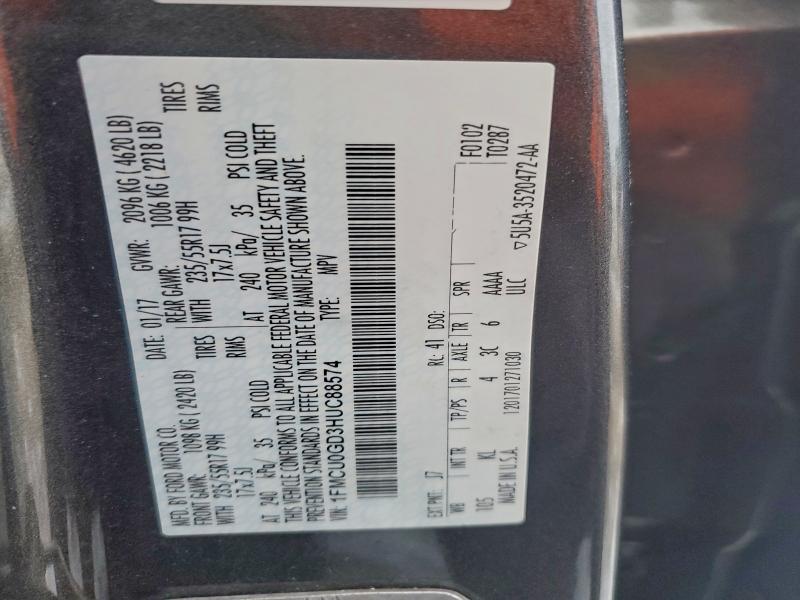 MFD. BY FORD MOTOR CO. DATE: 01/17 GVWR: 2096 KG ( 4620 LB)
FRONT GAWR: 1098 KG ( 2420 LB) REAR GAWR: 1006 KG ( 2218 LB)
WITH 235/55R17 99H TIRES WITH 235/55R17 99H TIRES
17x7.5J RIMS 17x7.5J RIMS
AT 240 kPa/ 35 PSI COLD AT 240 kPa/ 35 PSI COLD
THIS VEHICLE CONFORMS TO ALL APPLICABLE FEDERAL MOTOR VEHICLE SAFETY AND THEFT
PREVENTION STANDARDS IN EFFECT ON THE DATE OF MANUFACTURE SHOWN ABOVE.
VIN: 1FMCU0GD3HUC88574 TYPE: MPV
EXT PNT: J7 RC: 41 DSO: F0102
WB INT TR TP/PS R AXLE TR SPR T0287
105 KL 4 3C 6 AAAA
MADE IN U.S.A. 1201701271030 ULC
▽5U5A-3520472-AA